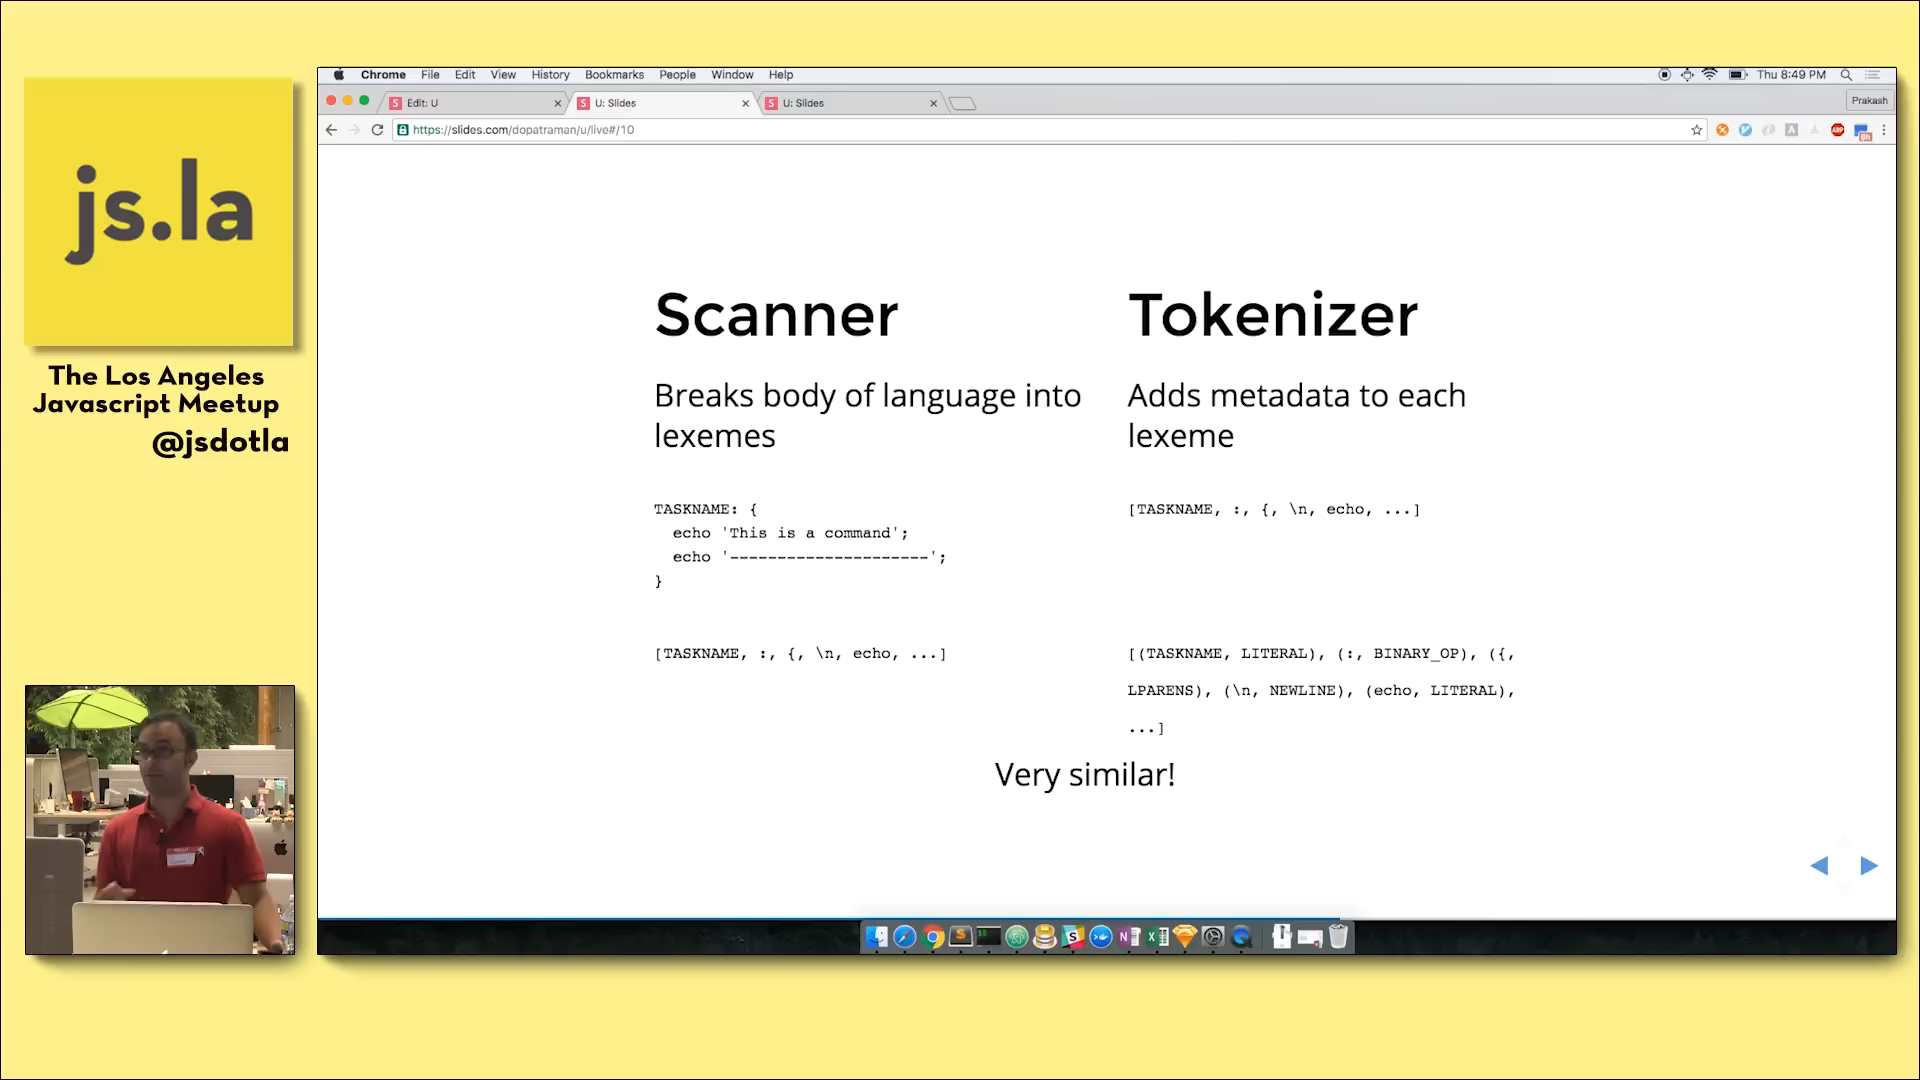 js.la
The Los Angeles
Javascript Meetup
@jsdotla
Chrome File Edit View History Bookmarks People Window Help
Thu 8:49 PM
Edit: U
U: Slides
U: Slides
Prakash
https://slides.com/dopatraman/u/live#/10
ABP
8h
Scanner
Breaks body of language into
lexemes
TASKNAME: {
echo 'This is a command';
echo '---------------------';
}
[TASKNAME, :, {, \n, echo, ...]
Tokenizer
Adds metadata to each
lexeme
[TASKNAME, :, {, \n, echo, ...]
[(TASKNAME, LITERAL), (:, BINARY_OP), ({,
LPARENS), (\n, NEWLINE), (echo, LITERAL),
...]
Very similar!